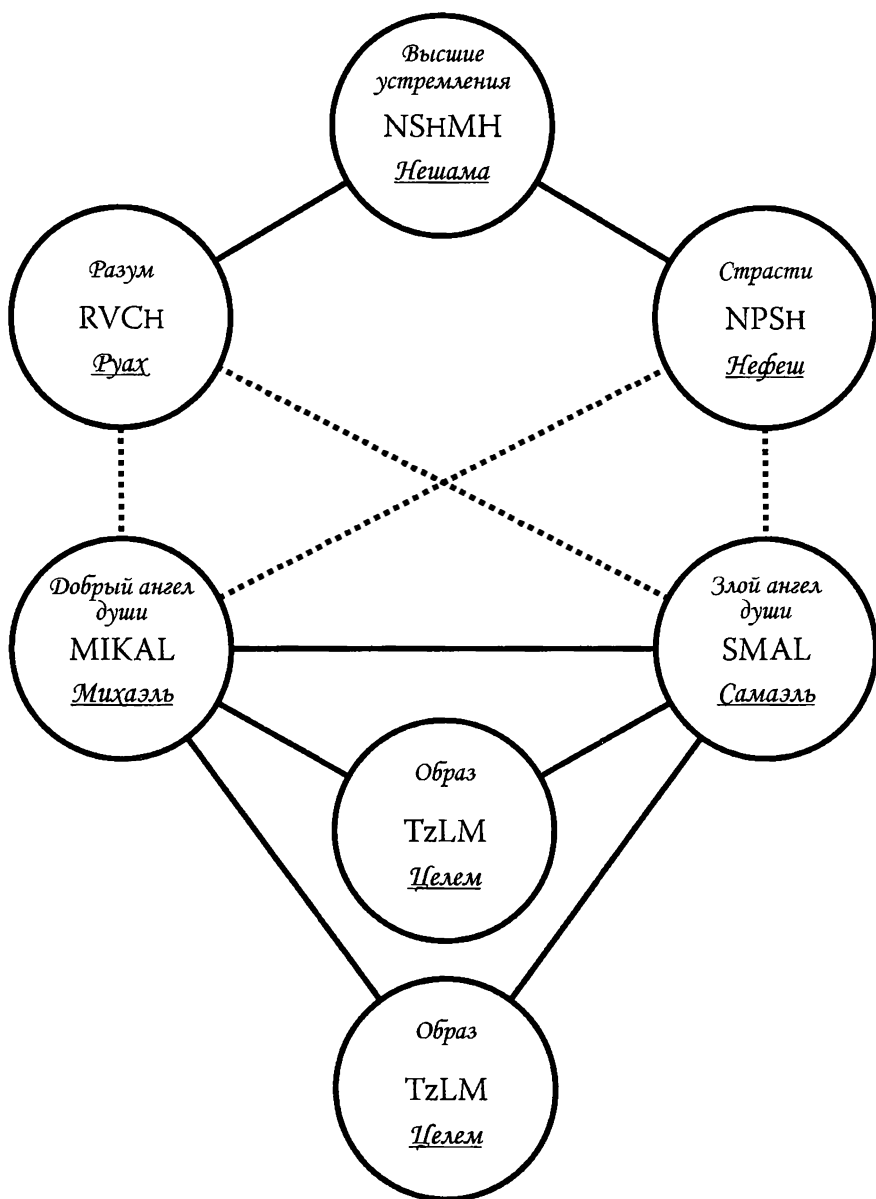 Высшие
устремления
NSHMH
Нешама
Разум
RVCH
Руах
Страсти
NPSH
Нефеш
Добрый ангел
души
MIKAL
Михаэль
Злой ангел
души
SMAL
Самаэль
Образ
TzLM
Целем
Образ
TzLM
Целем